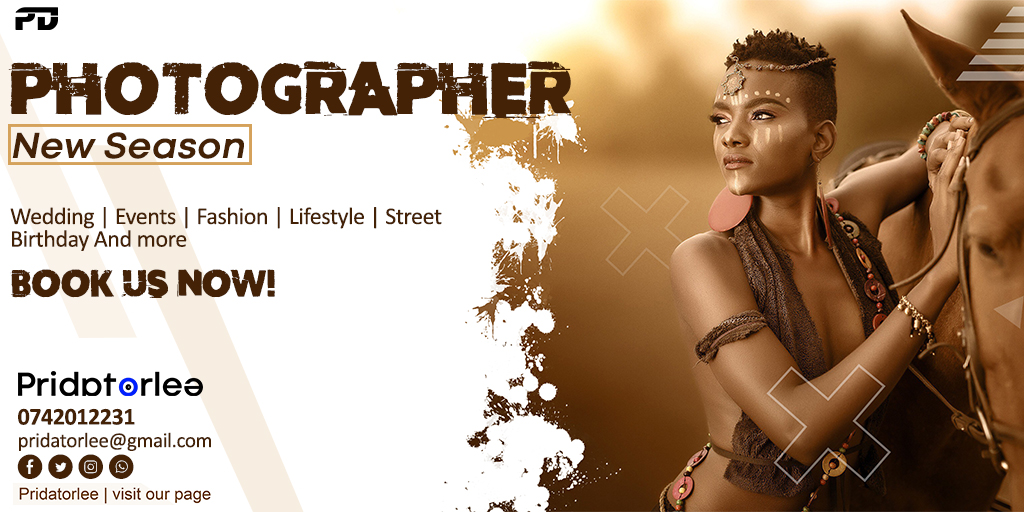 PD
PHOTOGRAPHER
New Season
Wedding | Events | Fashion | Lifestyle | Street
Birthday And more
BOOK US NOW!
Pridatorlee
0742012231
pridatorlee@gmail.com
Pridatorlee | visit our page